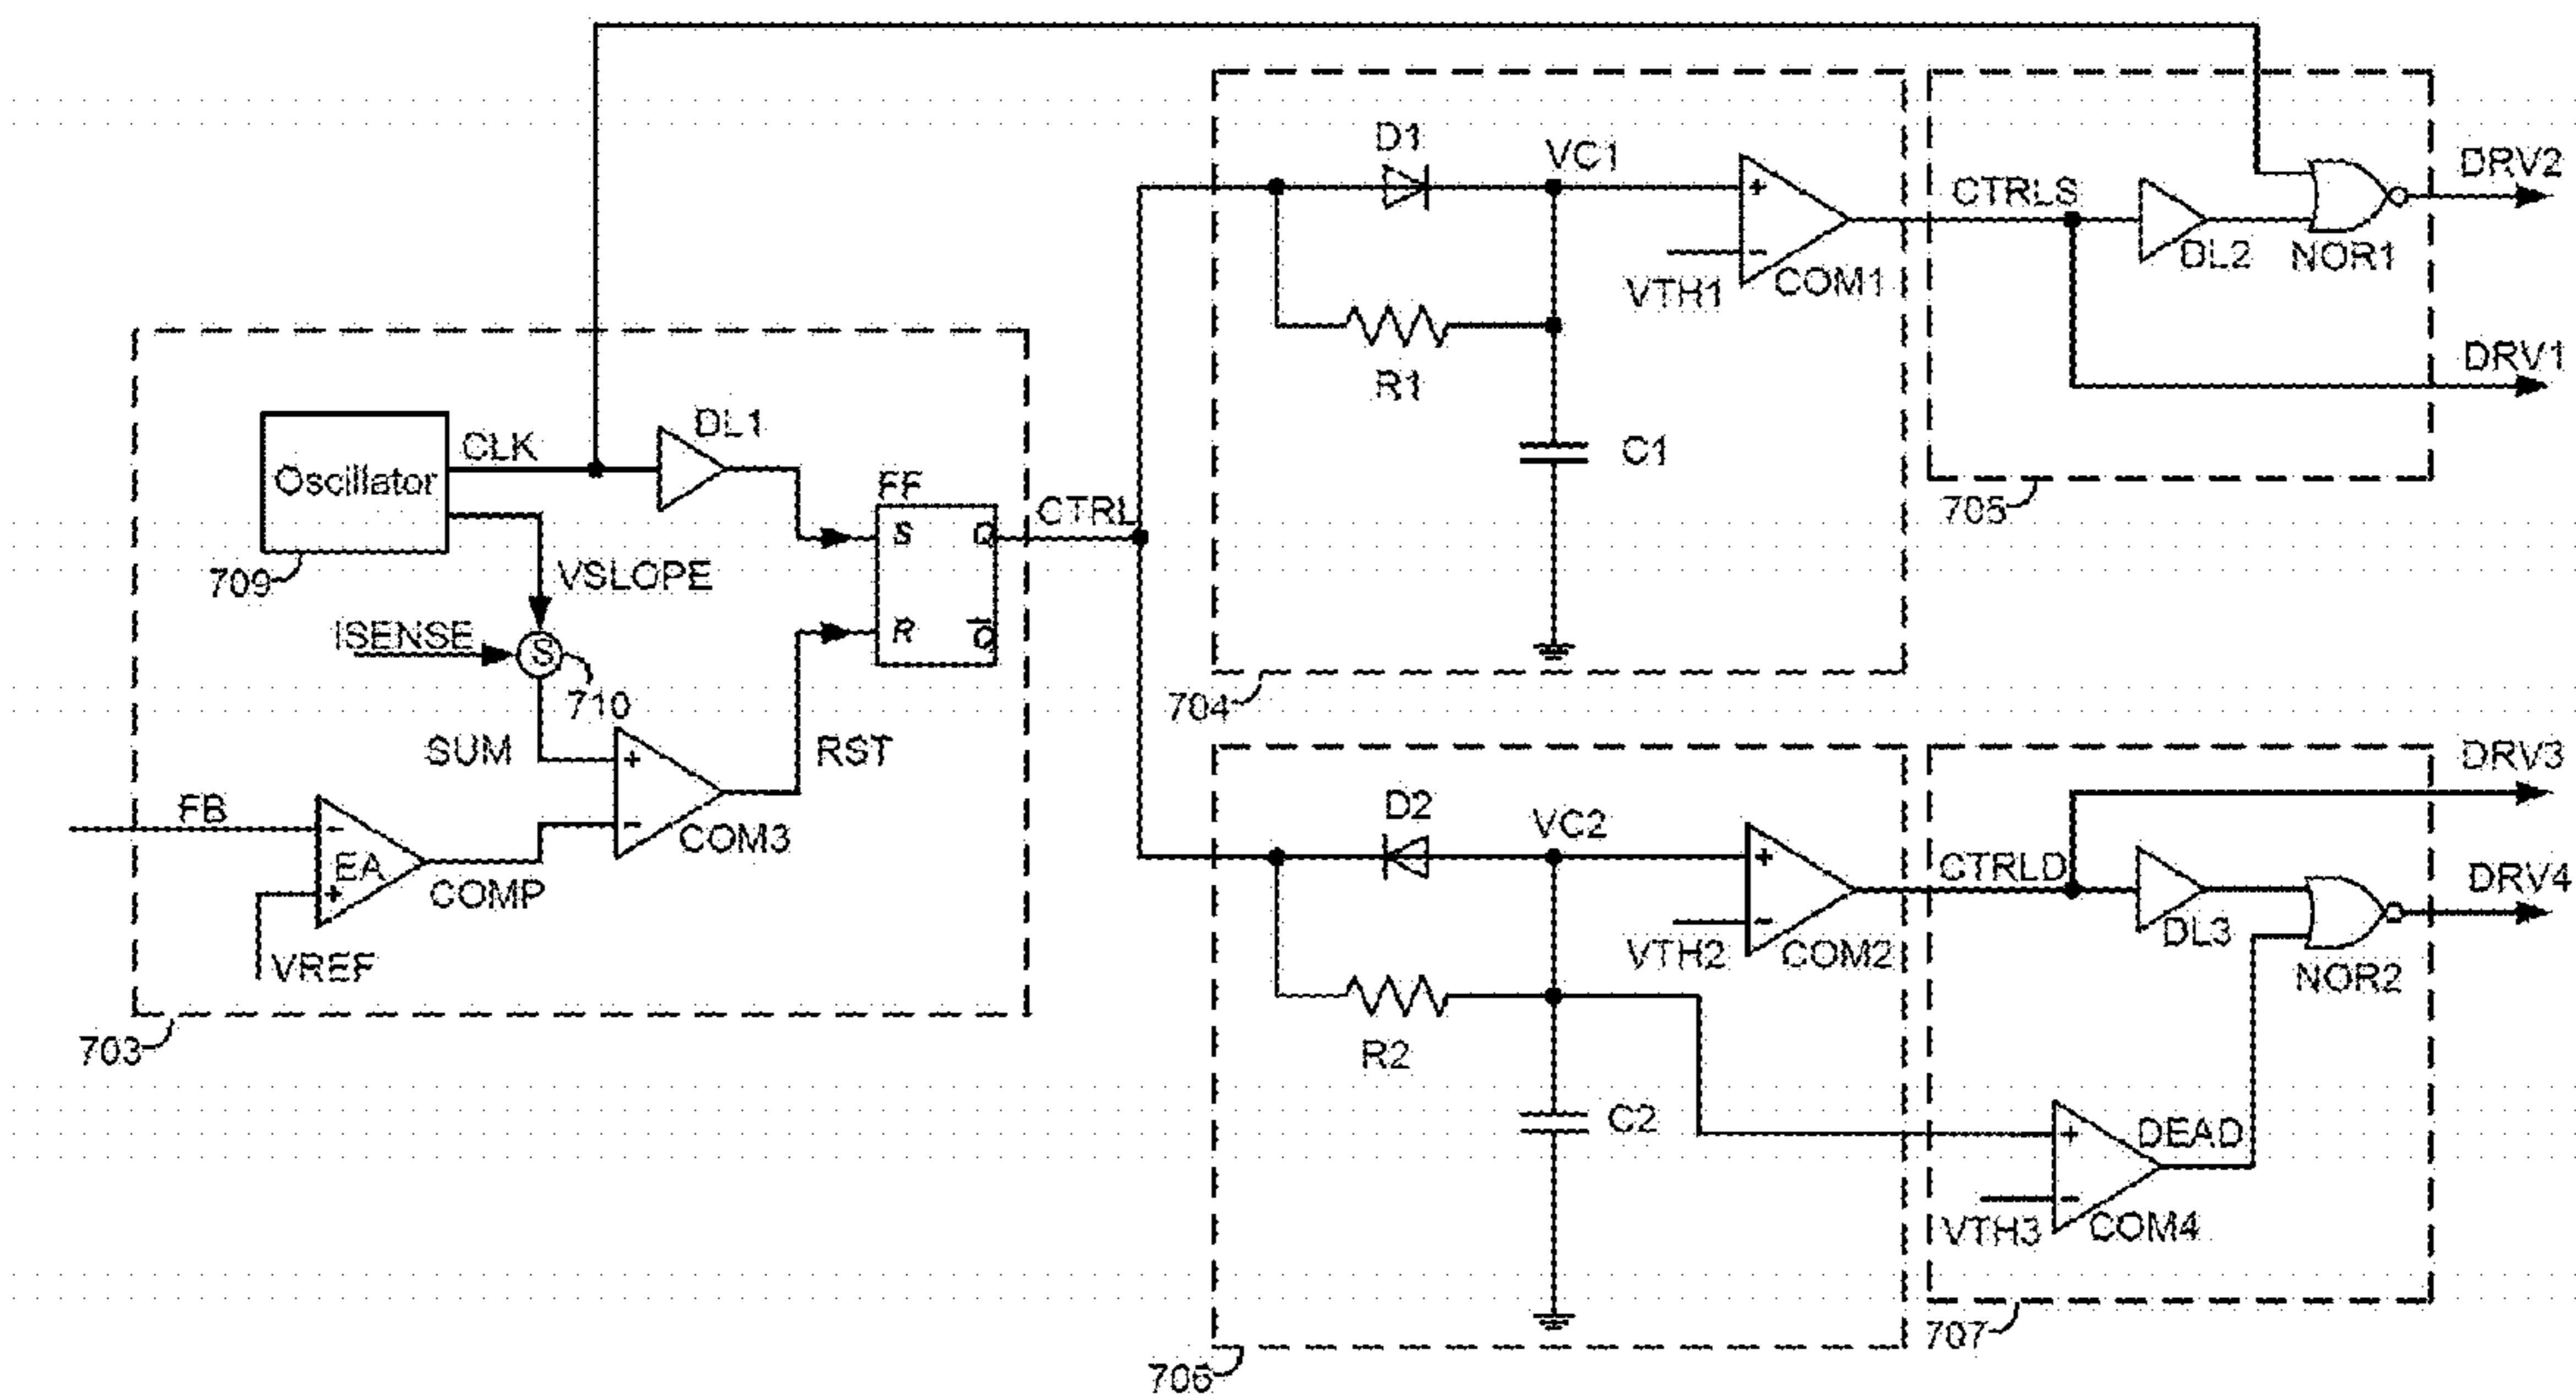 D1
VC1
DRV2
CTRLS
DL2
NOR1
VTH1
COM1
DRV1
R1
DL1
CLK
Oscillator
C1
FF
CTRL
S
Q
705
709
VSLOPE
ISENSE
S
R
Q̅
710
704
SUM
RST
DRV3
FB
D2
VC2
COM3
EA
COMP
CTRLD
DRV4
DL3
VREF
VTH2
COM2
NOR2
703
R2
C2
DEAD
VTH3
COM4
707
706
+
-
+
-
-
+
+
-
+
-